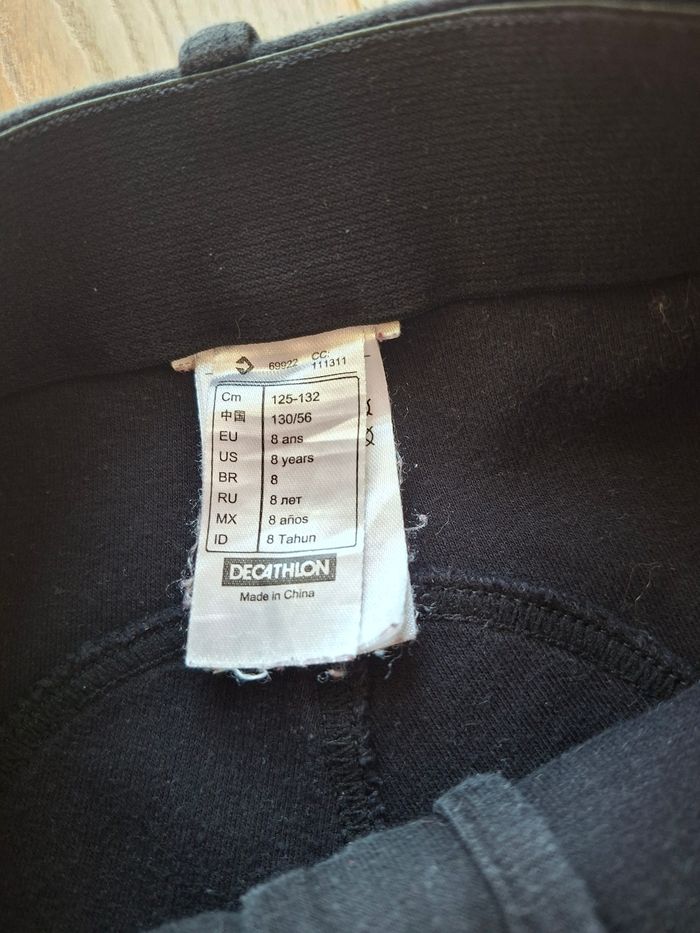 69922 CC: 111311
Cm 125-132
中国 130/56
EU 8 ans
US 8 years
BR 8
RU 8 лет
MX 8 años
ID 8 Tahun
DECATHLON
Made in China